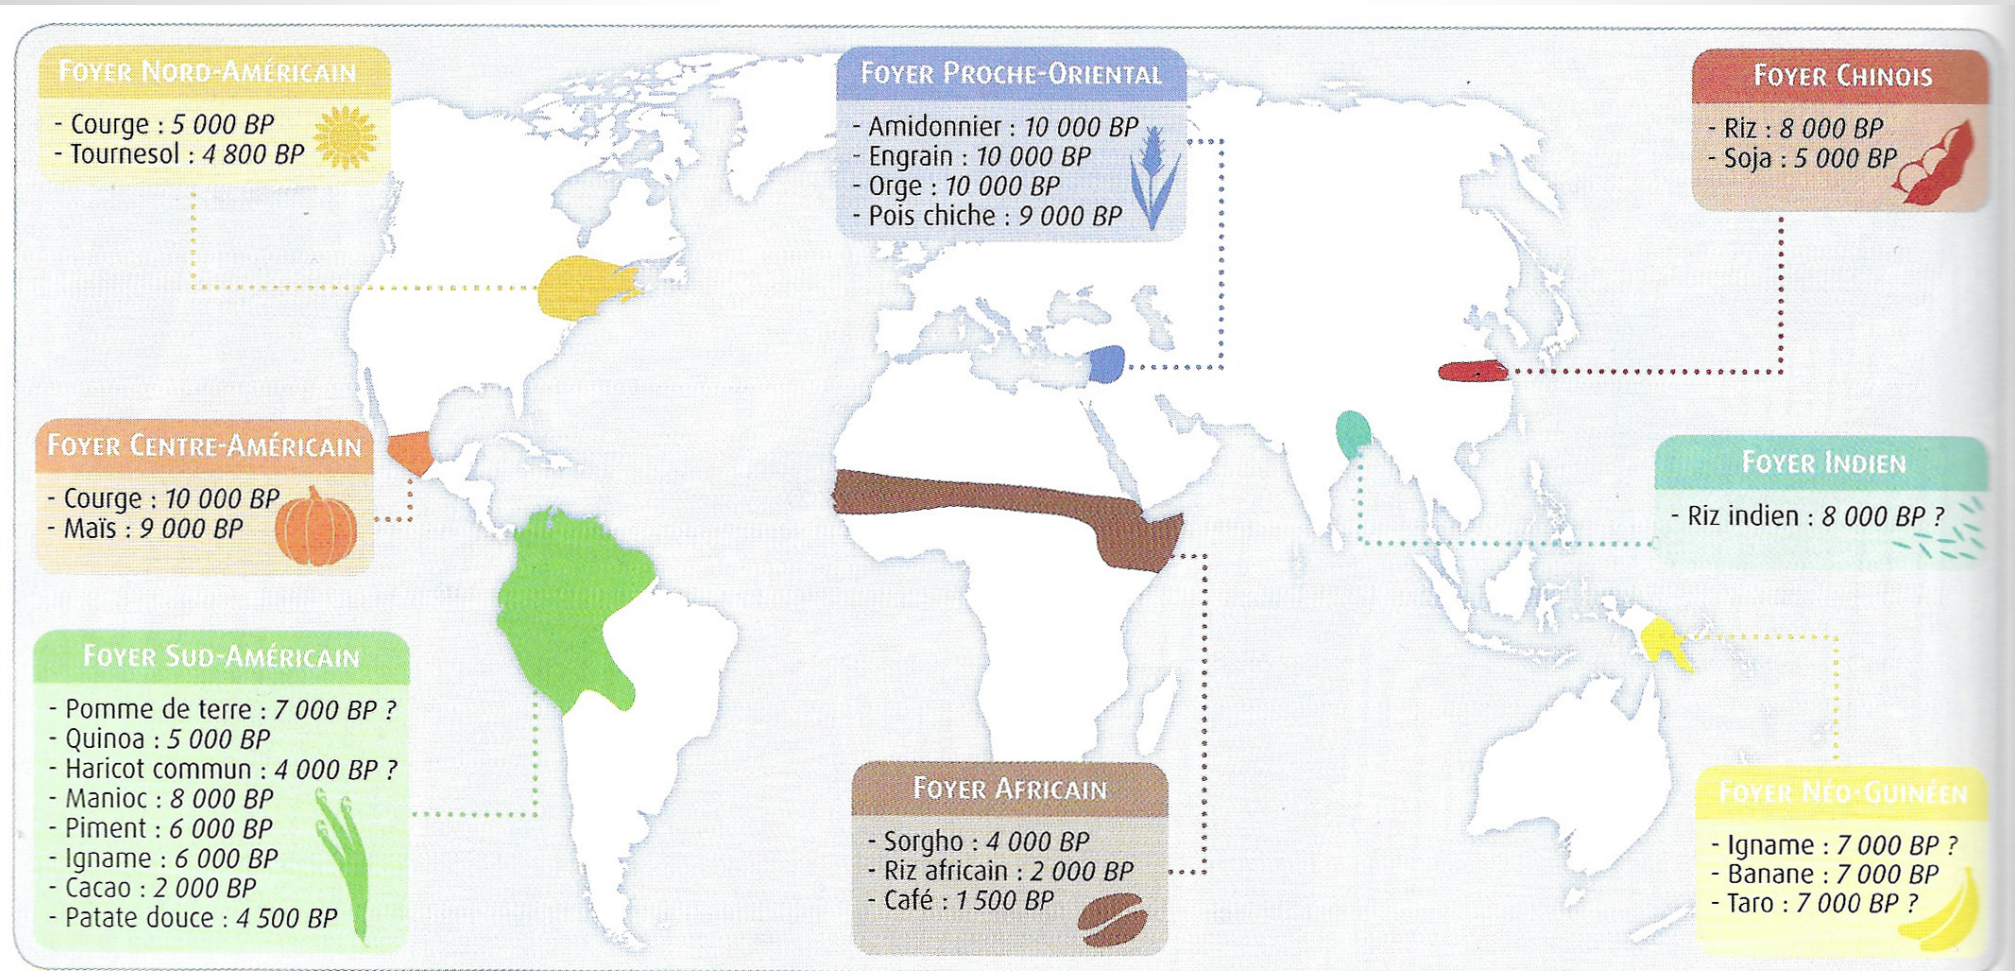 FOYER NORD-AMÉRICAIN
- Courge : 5 000 BP
- Tournesol : 4 800 BP
FOYER PROCHE-ORIENTAL
- Amidonnier : 10 000 BP
- Engrain : 10 000 BP
- Orge : 10 000 BP
- Pois chiche : 9 000 BP
FOYER CHINOIS
- Riz : 8 000 BP
- Soja : 5 000 BP
FOYER CENTRE-AMÉRICAIN
- Courge : 10 000 BP
- Maïs : 9 000 BP
FOYER INDIEN
- Riz indien : 8 000 BP ?
FOYER SUD-AMÉRICAIN
- Pomme de terre : 7 000 BP ?
- Quinoa : 5 000 BP
- Haricot commun : 4 000 BP ?
- Manioc : 8 000 BP
- Piment : 6 000 BP
- Igname : 6 000 BP
- Cacao : 2 000 BP
- Patate douce : 4 500 BP
FOYER AFRICAIN
- Sorgho : 4 000 BP
- Riz africain : 2 000 BP
- Café : 1 500 BP
FOYER NÉO-GUINÉEN
- Igname : 7 000 BP ?
- Banane : 7 000 BP
- Taro : 7 000 BP ?